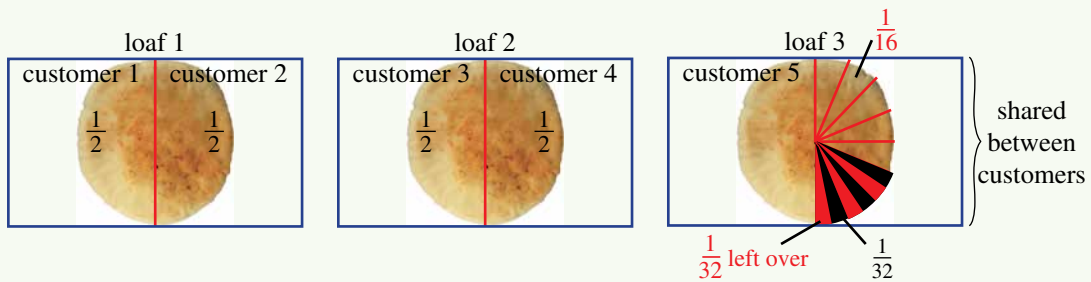 loaf 1
customer 1 customer 2
1/2 1/2
loaf 2
customer 3 customer 4
1/2 1/2
loaf 3
customer 5
1/16
shared
between
customers
1/32 left over
1/32